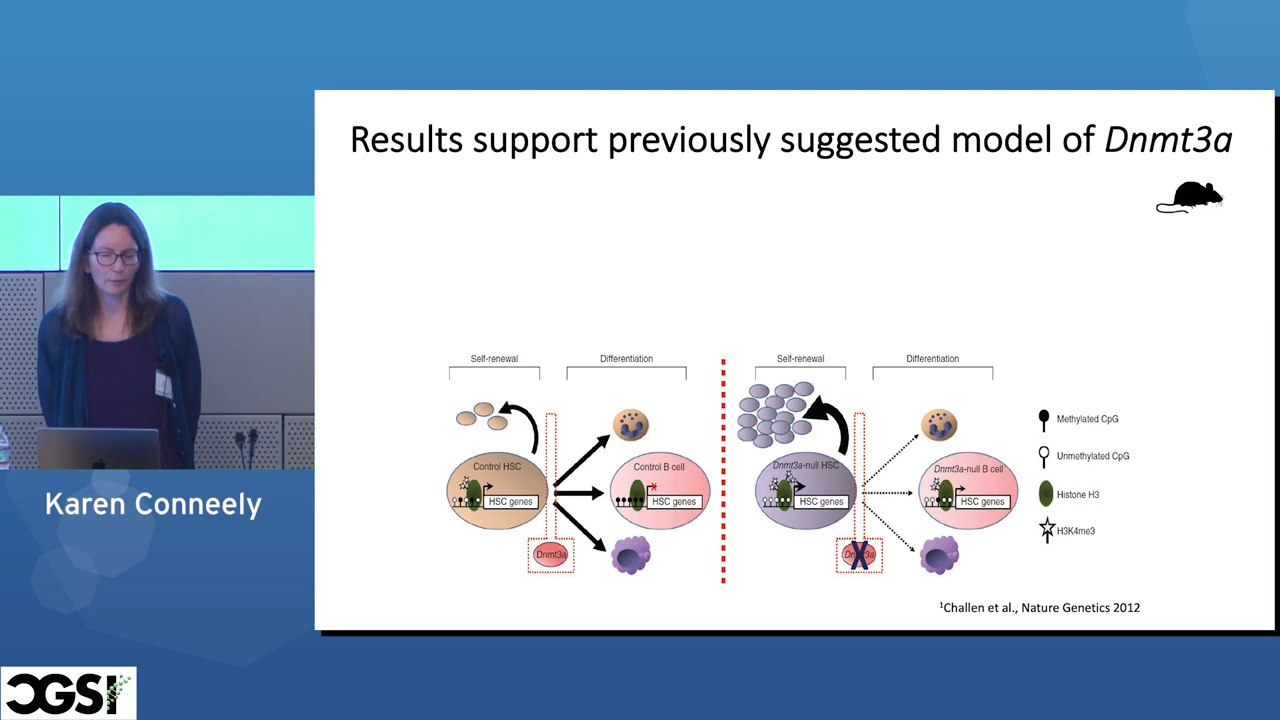 Results support previously suggested model of Dnmt3a
Self-renewal
Differentiation
Self-renewal
Differentiation
Control HSC
HSC genes
Control B cell
HSC genes
Dnmt3a
Dnmt3a-null HSC
HSC genes
Dnmt3a-null B cell
HSC genes
Methylated CpG
Unmethylated CpG
Histone H3
H3K4me3
1Challen et al., Nature Genetics 2012
Karen Conneely
CGSI